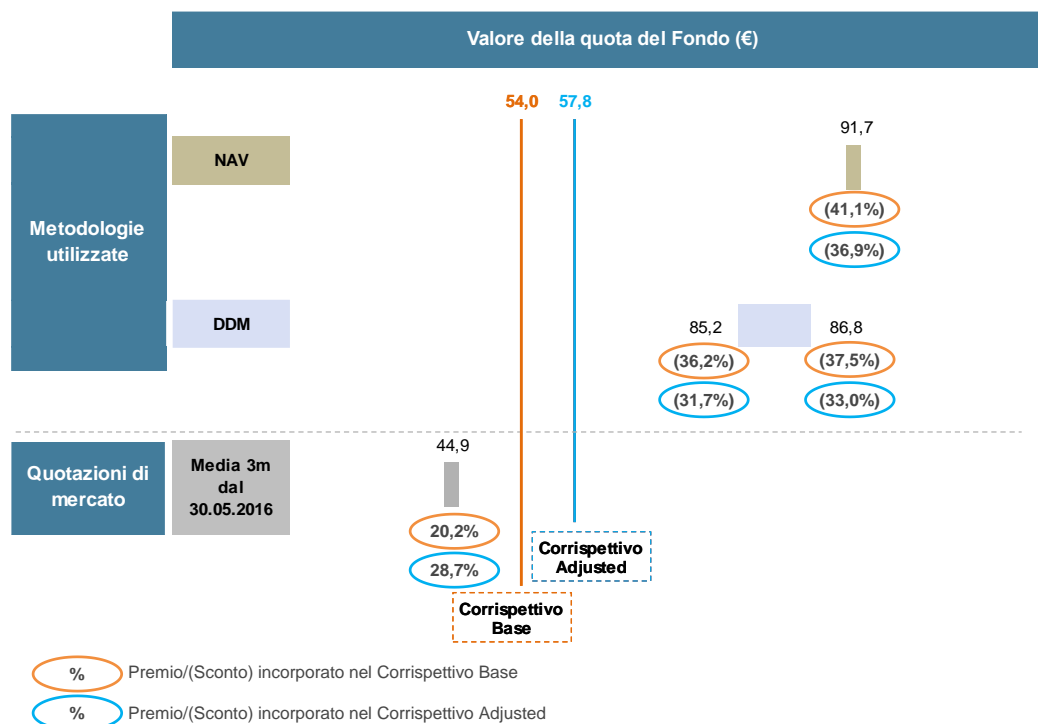 Valore della quota del Fondo (€)
54,0
57,8
Metodologie
utilizzate
NAV
91,7
(41,1%)
(36,9%)
DDM
85,2
86,8
(36,2%)
(37,5%)
(31,7%)
(33,0%)
Quotazioni di
mercato
Media 3m
dal
30.05.2016
44,9
20,2%
28,7%
Corrispettivo
Adjusted
Corrispettivo
Base
% Premio/(Sconto) incorporato nel Corrispettivo Base
% Premio/(Sconto) incorporato nel Corrispettivo Adjusted